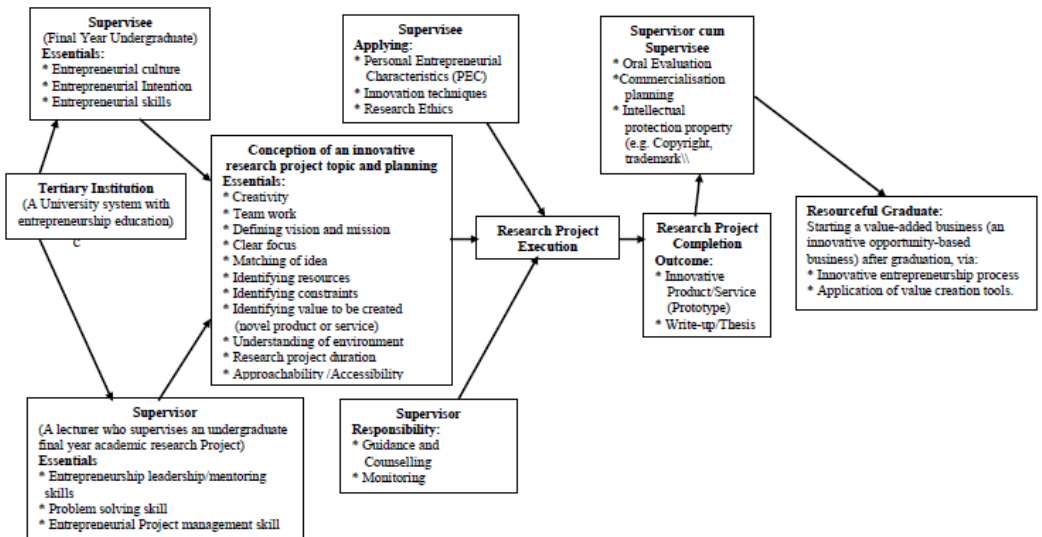 Supervisee
(Final Year Undergraduate)
Essentials:
* Entrepreneurial culture
* Entrepreneurial Intention
* Entrepreneurial skills
Supervisee
Applying:
* Personal Entrepreneurial
Characteristics (PEC)
* Innovation techniques
* Research Ethics
Supervisor cum
Supervisee
* Oral Evaluation
*Commercialisation
planning
* Intellectual
protection property
(e.g. Copyright,
trademark\\
Tertiary Institution
(A University system with
entrepreneurship education)
c
Conception of an innovative
research project topic and planning
Essentials:
* Creativity
* Team work
* Defining vision and mission
* Clear focus
* Matching of idea
* Identifying resources
* Identifying constraints
* Identifying value to be created
(novel product or service)
* Understanding of environment
* Research project duration
* Approachability /Accessibility
Research Project
Execution
Research Project
Completion
Outcome:
* Innovative
Product/Service
(Prototype)
* Write-up/Thesis
Resourceful Graduate:
Starting a value-added business (an
innovative opportunity-based
business) after graduation, via:
* Innovative entrepreneurship process
* Application of value creation tools.
Supervisor
(A lecturer who supervises an undergraduate
final year academic research Project)
Essentials
* Entrepreneurship leadership/mentoring
skills
* Problem solving skill
* Entrepreneurial Project management skill
Supervisor
Responsibility:
* Guidance and
Counselling
* Monitoring